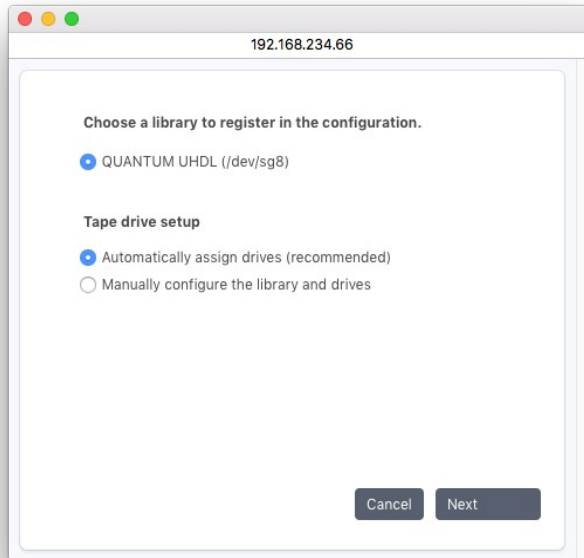 192.168.234.66
Choose a library to register in the configuration.
QUANTUM UHDL (/dev/sg8)
Tape drive setup
Automatically assign drives (recommended)
Manually configure the library and drives
Cancel Next